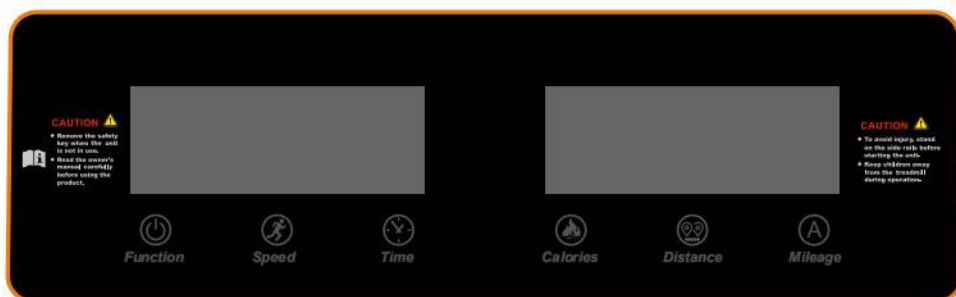 CAUTION
• Remove the safety
key when the unit
is not in use.
• Read the owner's
manual carefully
before using the
product.
CAUTION
• To avoid injury, stand
on the side rails before
starting the unit.
• Keep children away
from the treadmill
during operation.
Function
Speed
Time
Calories
Distance
A
Mileage